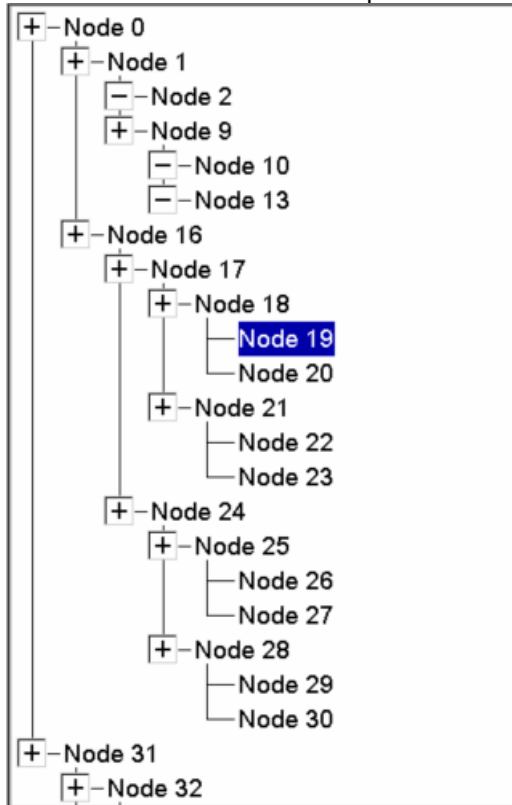 Node 0
Node 1
Node 2
Node 9
Node 10
Node 13
Node 16
Node 17
Node 18
Node 19
Node 20
Node 21
Node 22
Node 23
Node 24
Node 25
Node 26
Node 27
Node 28
Node 29
Node 30
Node 31
Node 32